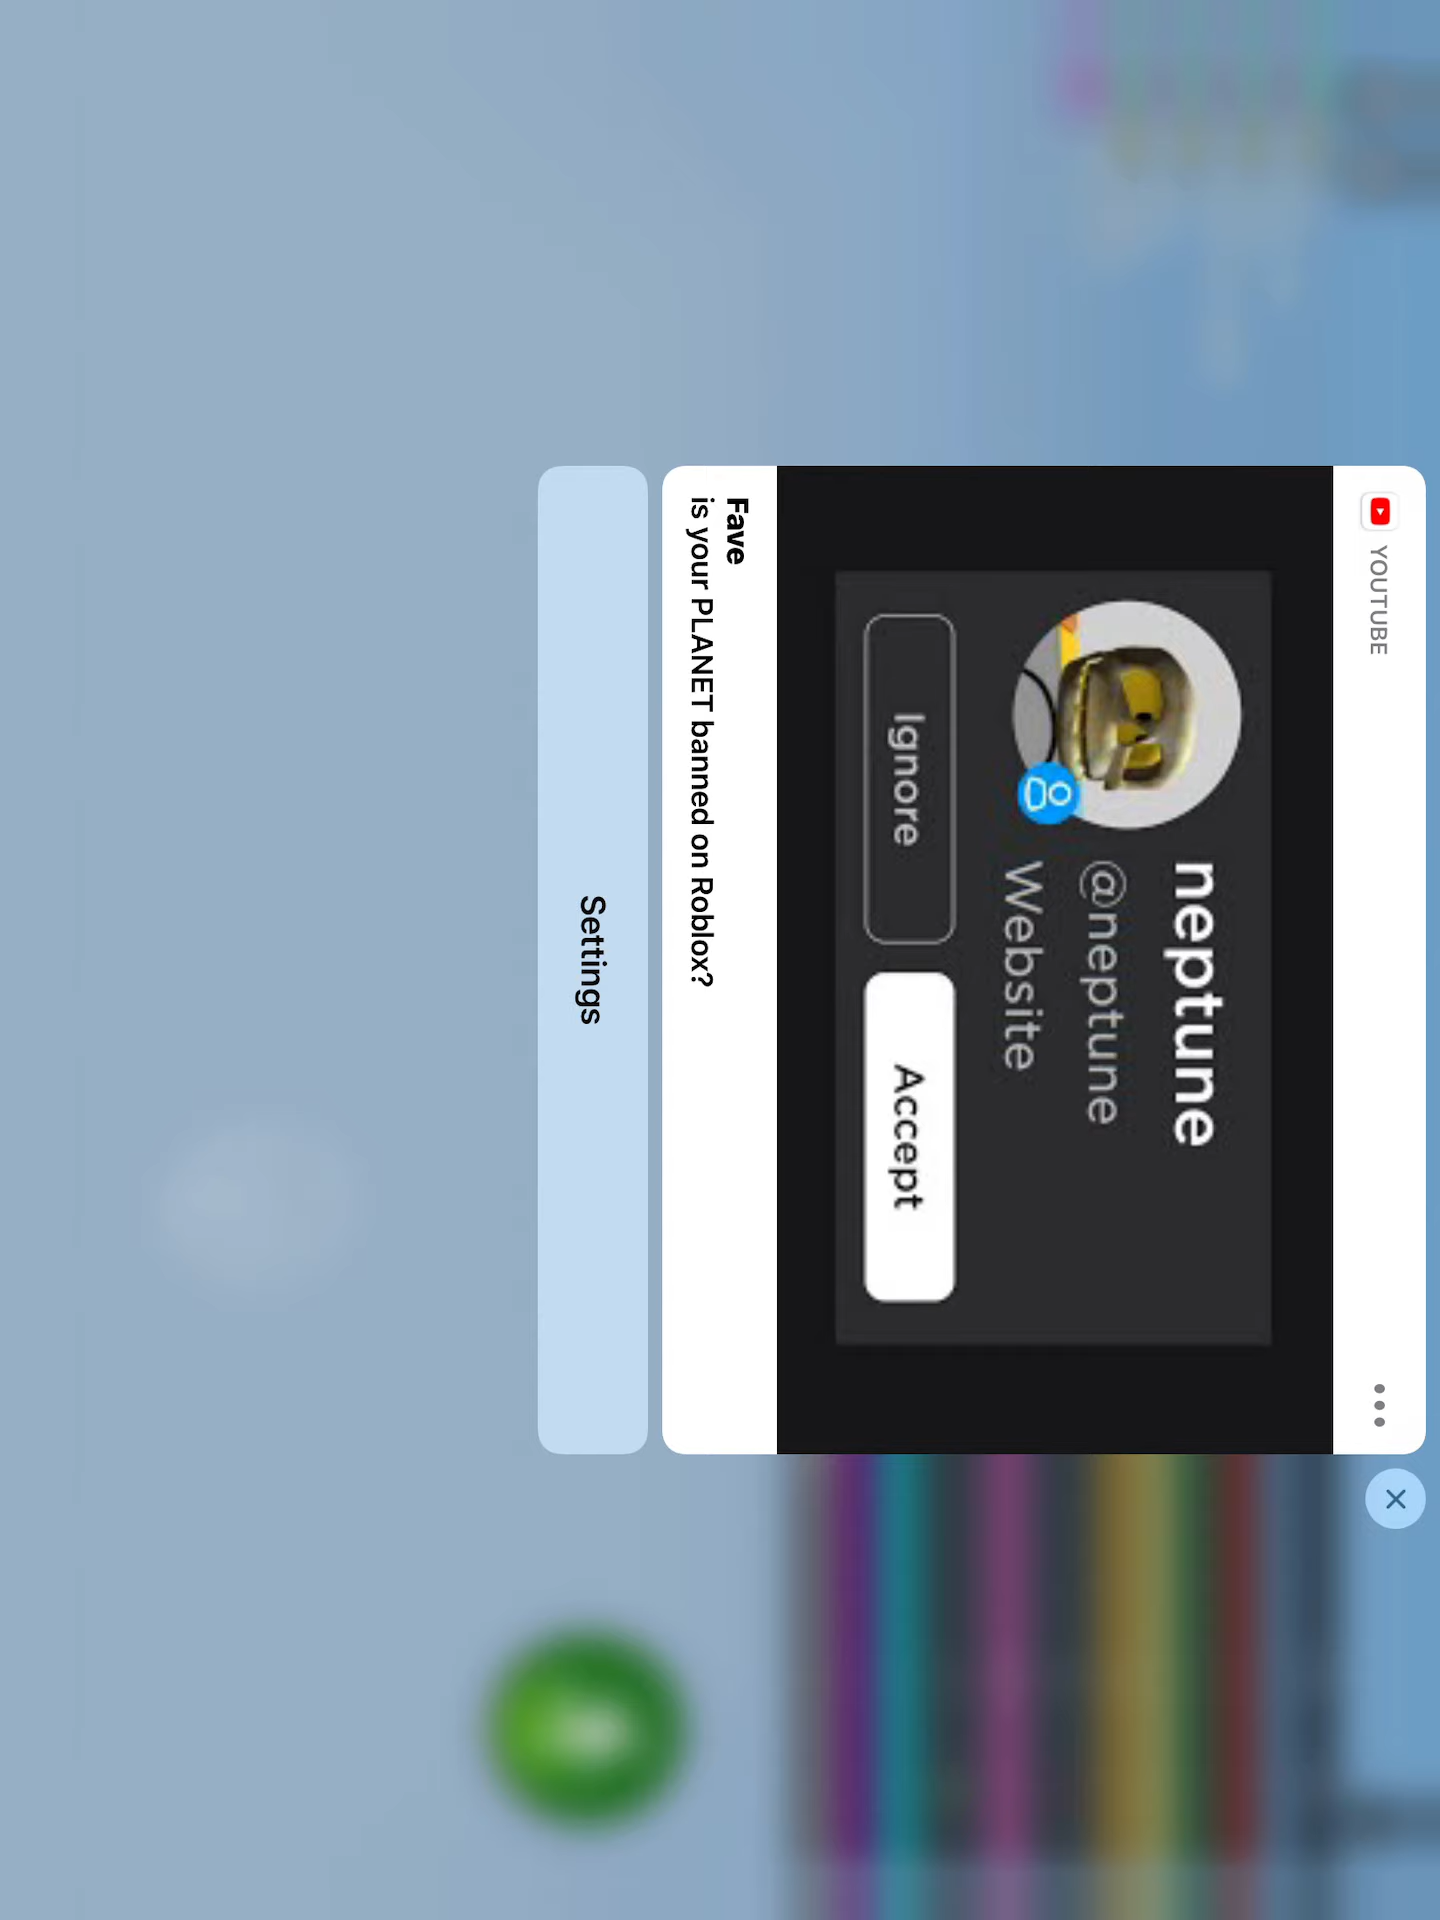 YOUTUBE
neptune
@neptune
Website
Ignore
Accept
Fave
is your PLANET banned on Roblox?
Settings